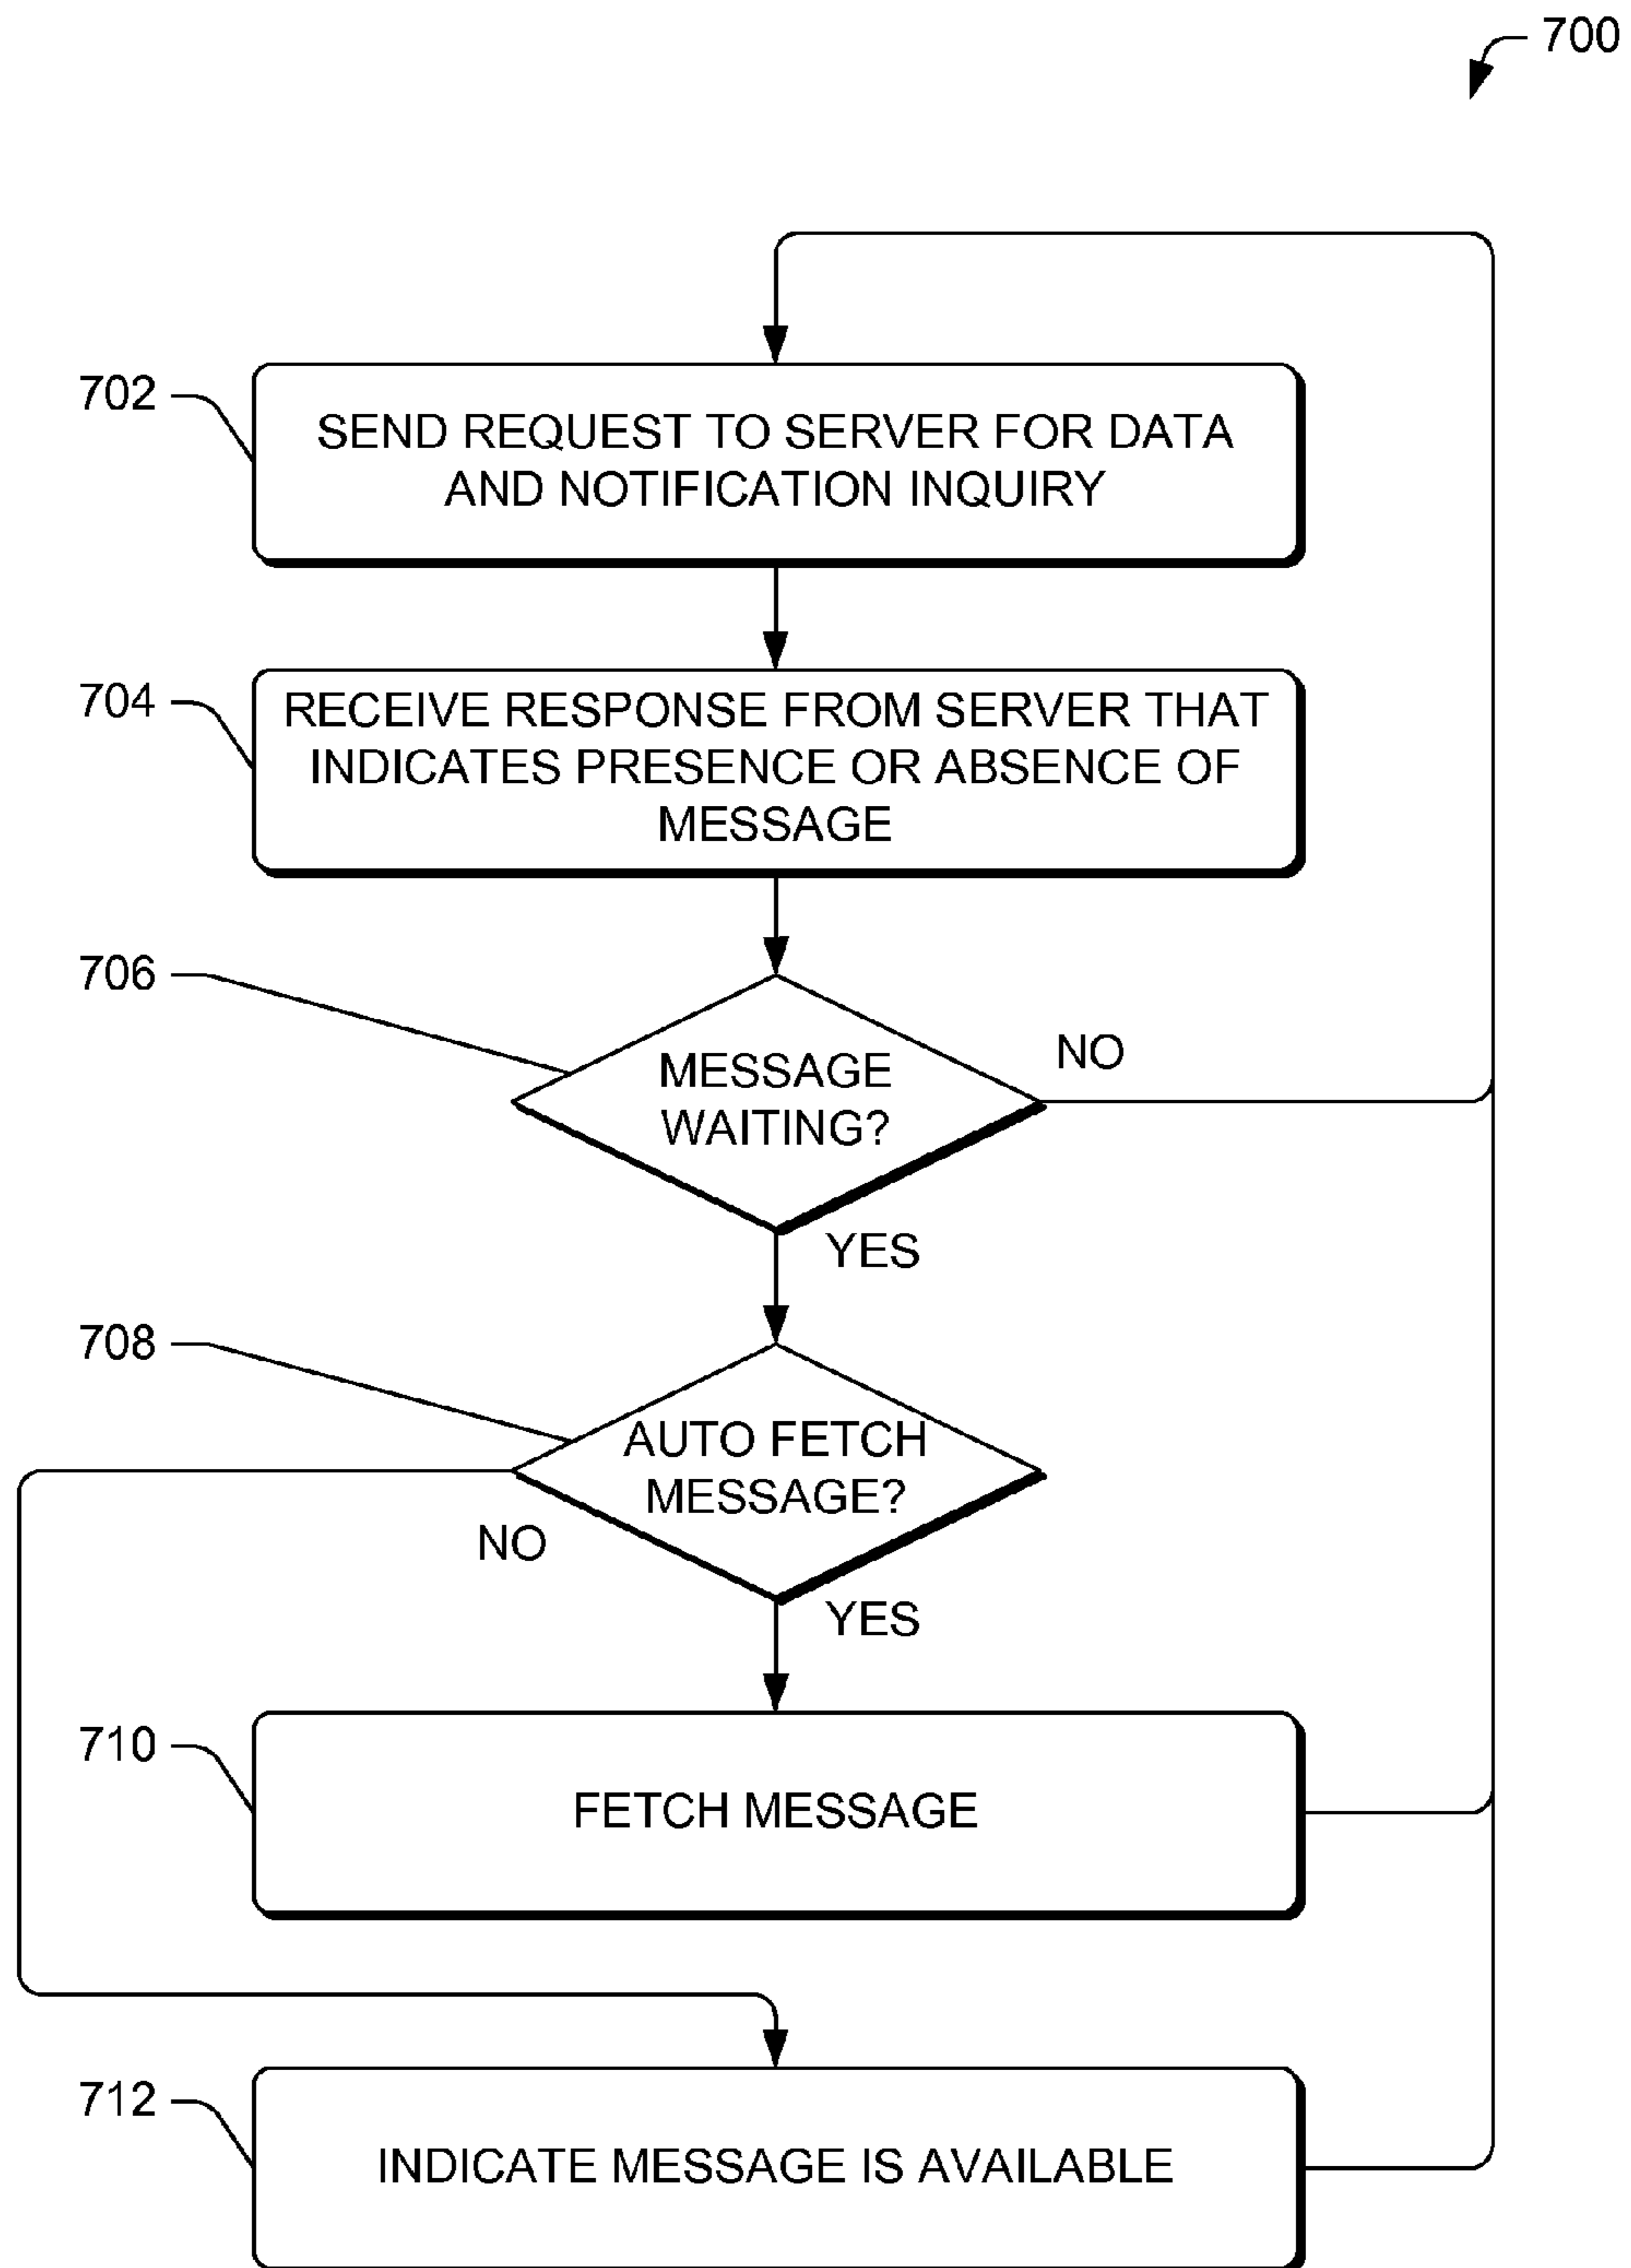 700
702
SEND REQUEST TO SERVER FOR DATA
AND NOTIFICATION INQUIRY
704
RECEIVE RESPONSE FROM SERVER THAT
INDICATES PRESENCE OR ABSENCE OF
MESSAGE
706
MESSAGE
WAITING?
NO
YES
708
AUTO FETCH
MESSAGE?
NO
YES
710
FETCH MESSAGE
712
INDICATE MESSAGE IS AVAILABLE